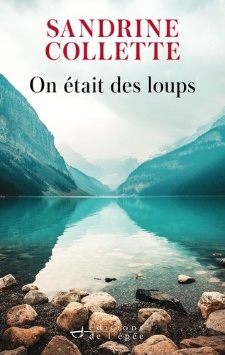 SANDRINE
COLLETTE
On était des loups
éditions
de l'épée